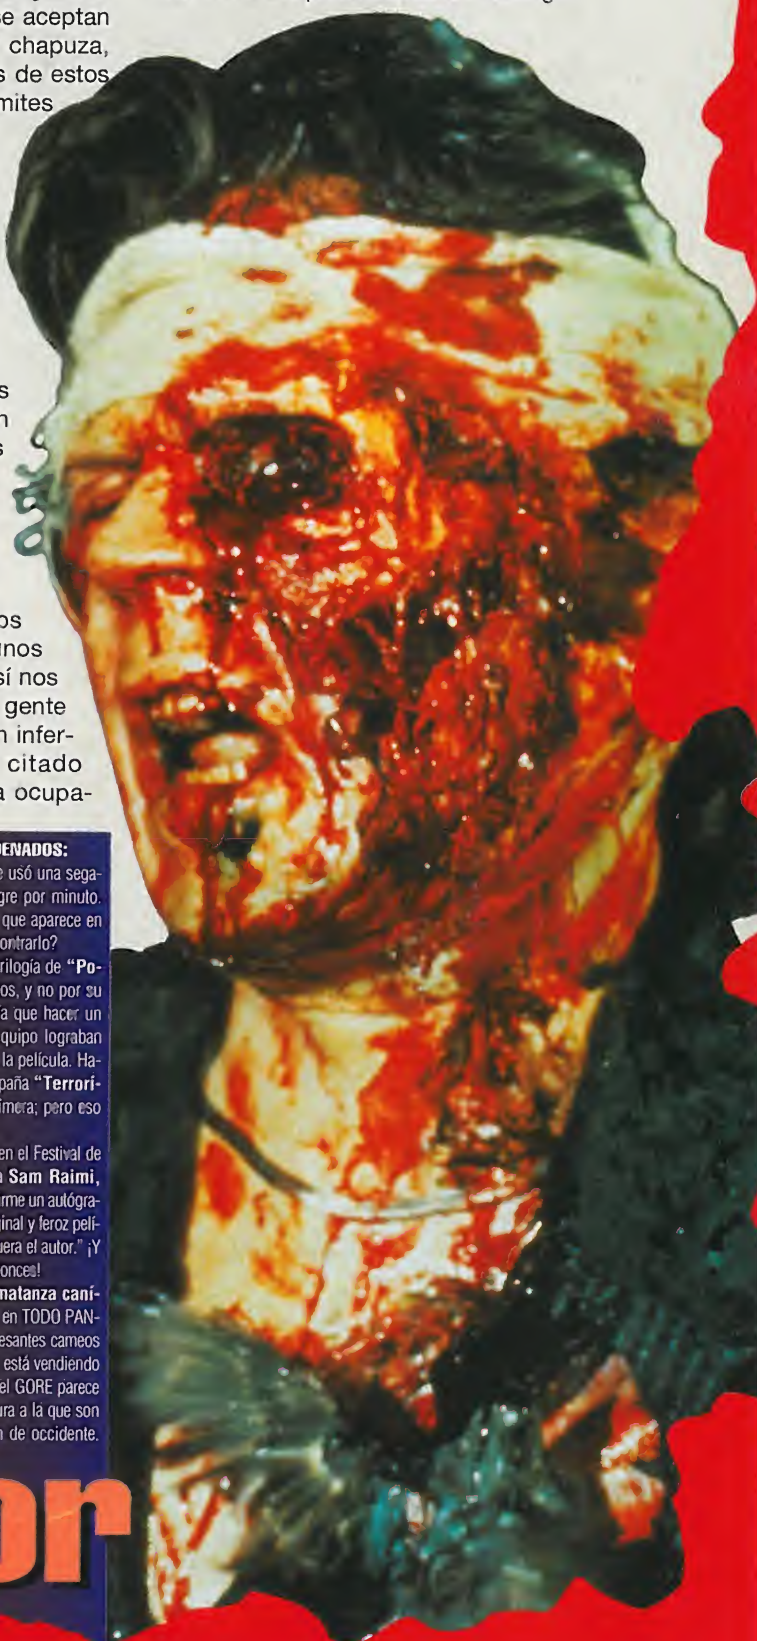 se aceptan
chapuza,
s de estos
mites
s
n
s
os
unos
sí nos
gente
n infer-
citado
a ocupa-
DENADOS:
e usó una sega-
gre por minuto.
que aparece en
ontrarlo?
rilogía de "Po-
os, y no por su
a que hacer un
quipo lograban
la película. Ha-
paña "Terrorí-
imera; pero eso
en el Festival de
a Sam Raimi,
rme un autógra-
ginal y feroz pelí-
uera el autor." ¡Y
onces!
matanza caní-
en TODO PAN-
esantes cameos
está vendiendo
el GORE parece
ura a la que son
n de occidente.
or